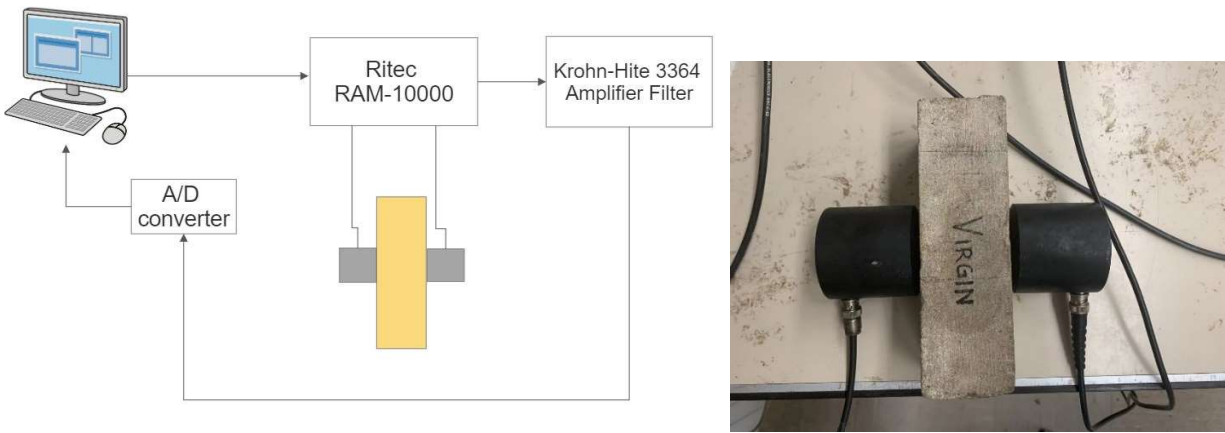 Ritec
RAM-10000
Krohn-Hite 3364
Amplifier Filter
A/D
converter
VIRGIN